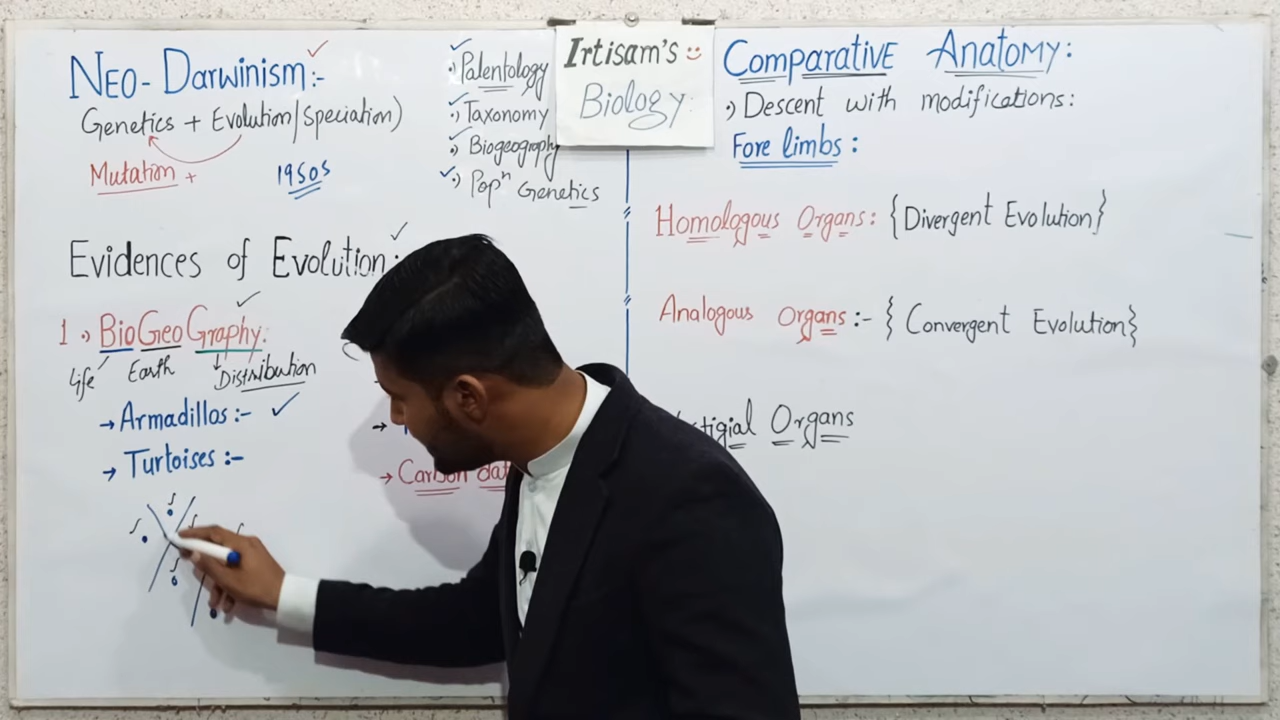 NEO-Darwinism:-
Genetics + Evolution/Speciation)
Mutation +
1950s
·) Palentology
·) Taxonomy
·) Biogeography
·) Popⁿ Genetics
Irtisam's
Biology:
Evidences of Evolution:
1·) BioGeoGraphy:
Life Earth Distribution
→ Armadillos:-
→ Turtoises:-
→
→ Carbon dat
Comparative Anatomy:
·) Descent with modifications:
Fore limbs:
Homologous Organs: {Divergent Evolution}
Analogous Organs:- { Convergent Evolution}
stigial Organs